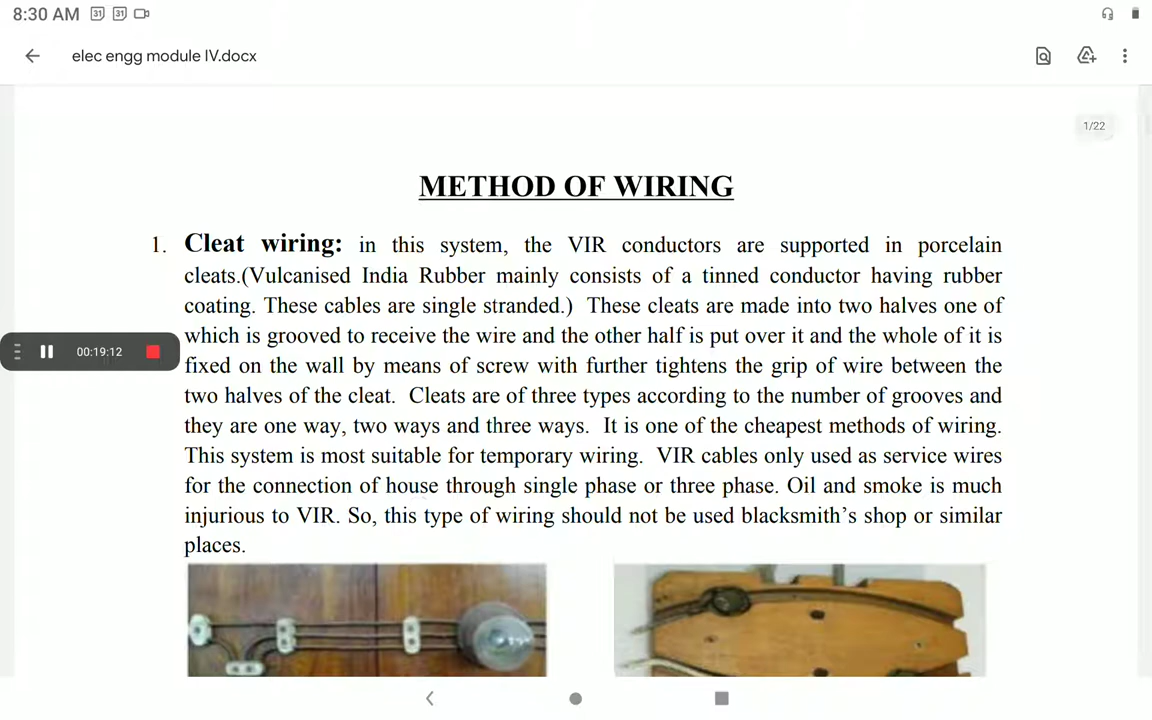 8:30 AM 31 31
elec engg module IV.docx
1/22
METHOD OF WIRING
1. Cleat wiring: in this system, the VIR conductors are supported in porcelain
cleats.(Vulcanised India Rubber mainly consists of a tinned conductor having rubber
coating. These cables are single stranded.) These cleats are made into two halves one of
which is grooved to receive the wire and the other half is put over it and the whole of it is
00:19:12
fixed on the wall by means of screw with further tightens the grip of wire between the
two halves of the cleat. Cleats are of three types according to the number of grooves and
they are one way, two ways and three ways. It is one of the cheapest methods of wiring.
This system is most suitable for temporary wiring. VIR cables only used as service wires
for the connection of house through single phase or three phase. Oil and smoke is much
injurious to VIR. So, this type of wiring should not be used blacksmith’s shop or similar
places.